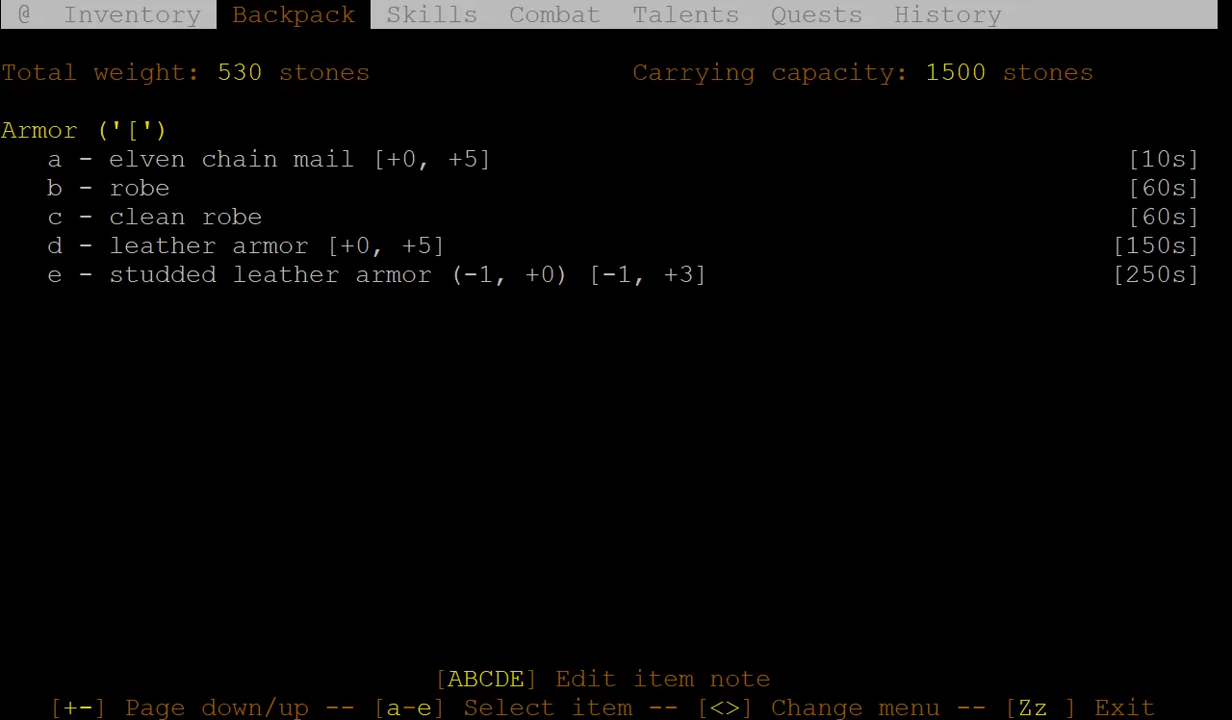 @ Inventory Backpack Skills Combat Talents Quests History
Total weight: 530 stones Carrying capacity: 1500 stones
Armor ('[')
a - elven chain mail [+0, +5] [10s]
b - robe [60s]
c - clean robe [60s]
d - leather armor [+0, +5] [150s]
e - studded leather armor (-1, +0) [-1, +3] [250s]
[ABCDE] Edit item note
[+-] Page down/up -- [a-e] Select item -- [<>] Change menu -- [Zz ] Exit